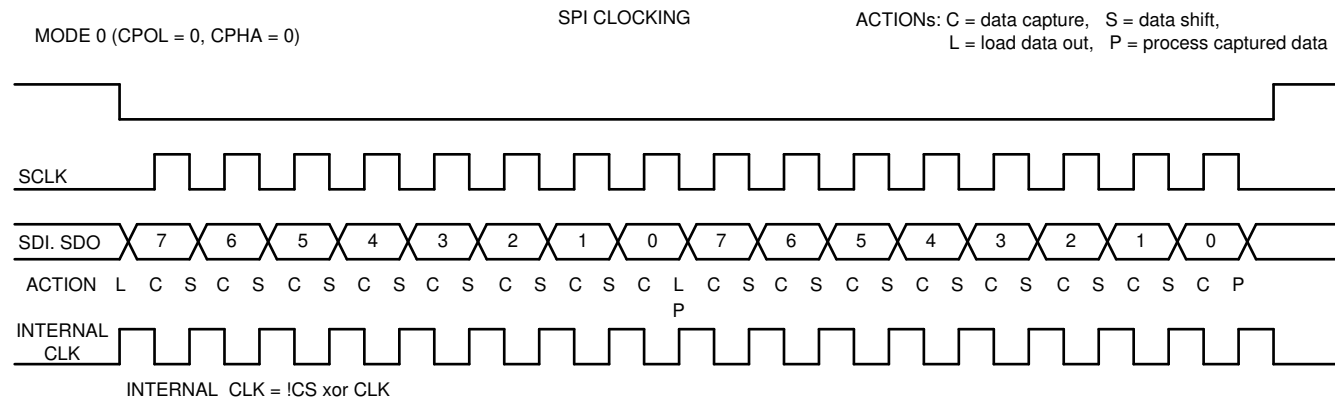 SPI CLOCKING
ACTIONs: C = data capture, S = data shift,
MODE 0 (CPOL = 0, CPHA = 0)
L = load data out, P = process captured data
SCLK
SDI. SDO 7 6 5 4 3 2 1 0 7 6 5 4 3 2 1 0
ACTION L C S C S C S C S C S C S C S C L C S C S C S C S C S C S C S C P
P
INTERNAL
CLK
INTERNAL CLK = !CS xor CLK